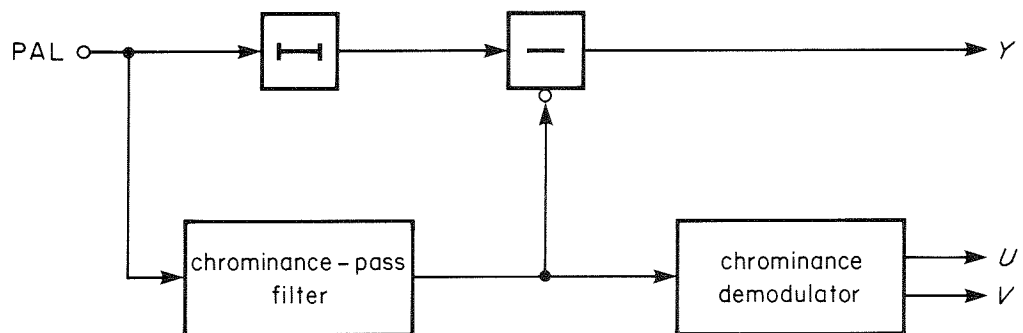 PAL
Y
chrominance-pass
filter
chrominance
demodulator
U
V